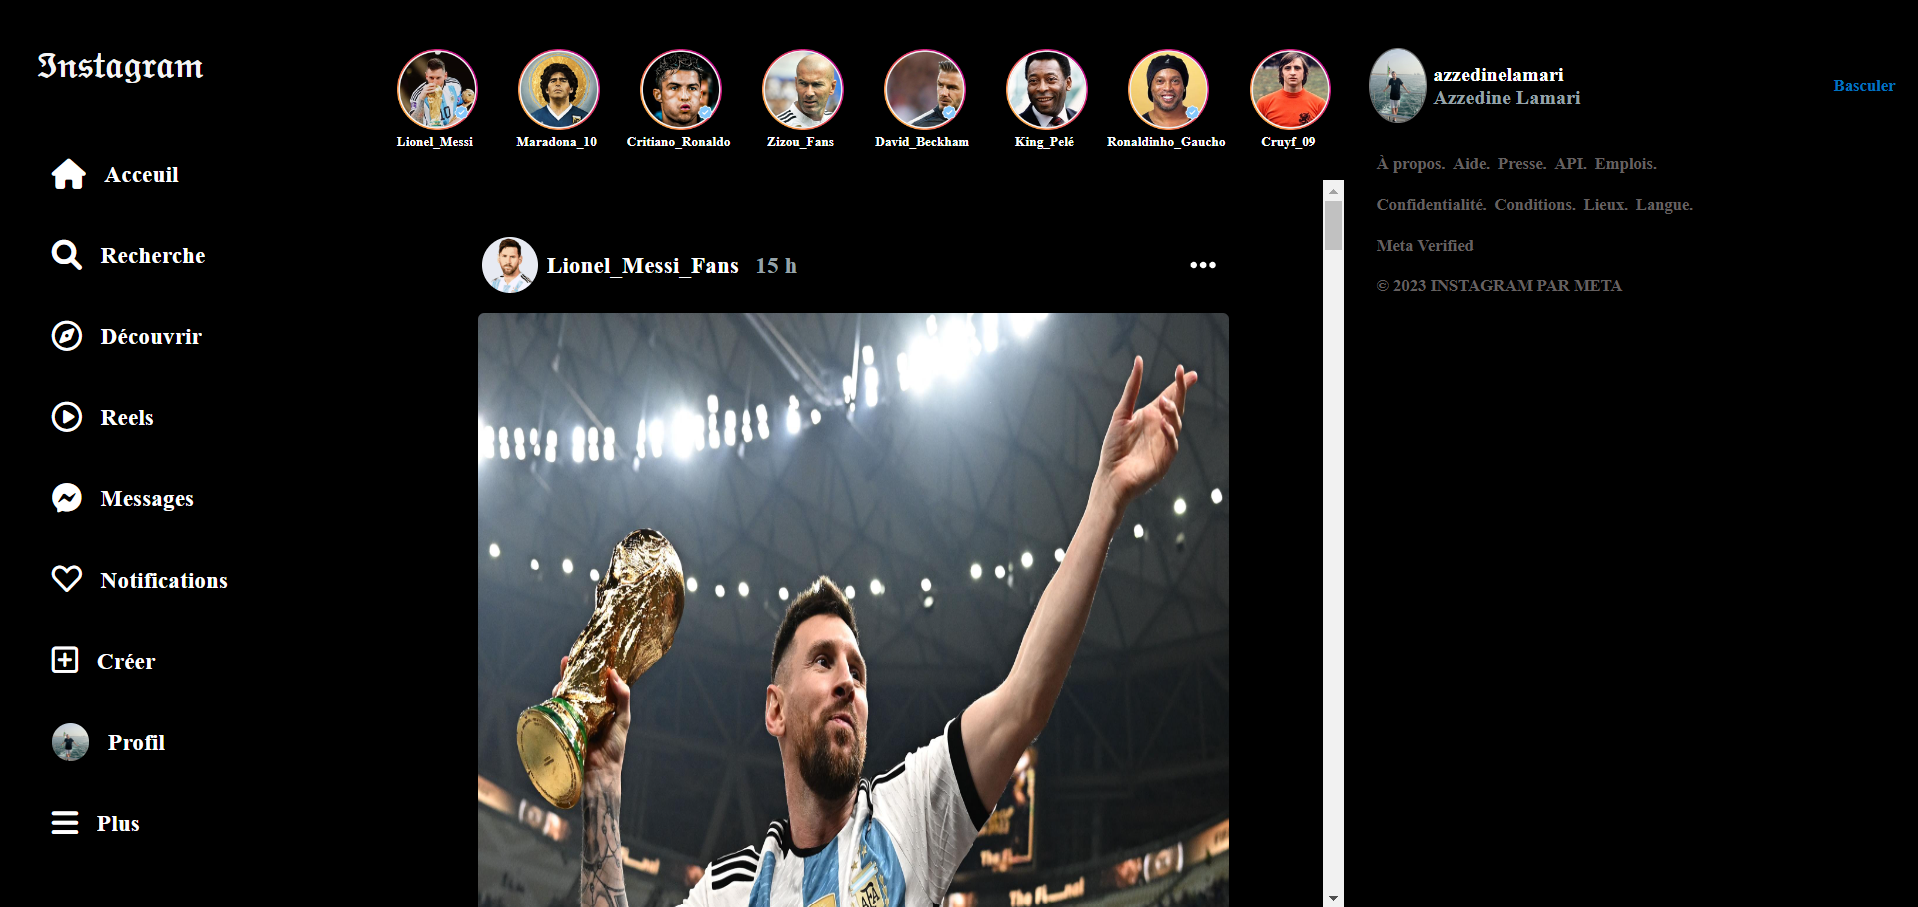 Instagram
Acceuil
Recherche
Découvrir
Reels
Messages
Notifications
Créer
Profil
Plus
Lionel_Messi
Maradona_10
Critiano_Ronaldo
Zizou_Fans
David_Beckham
King_Pelé
Ronaldinho_Gaucho
Cruyf_09
Lionel_Messi_Fans 15 h
AFA
azzedinelamari
Azzedine Lamari
Basculer
À propos. Aide. Presse. API. Emplois.
Confidentialité. Conditions. Lieux. Langue.
Meta Verified
© 2023 INSTAGRAM PAR META